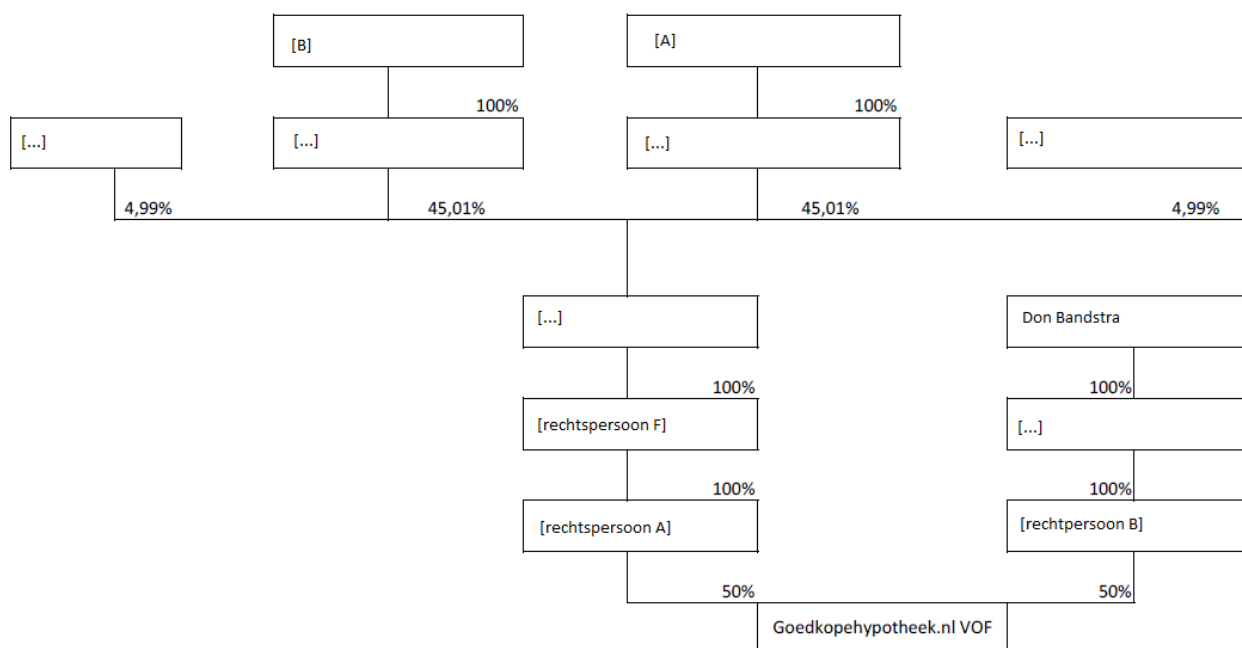 [B]
[A]
100%
100%
[...]
[...]
[...]
[...]
4,99%
45,01%
45,01%
4,99%
[...]
Don Bandstra
100%
100%
[rechtspersoon F]
[...]
100%
100%
[rechtspersoon A]
[rechtpersoon B]
50%
50%
Goedkopehypotheek.nl VOF